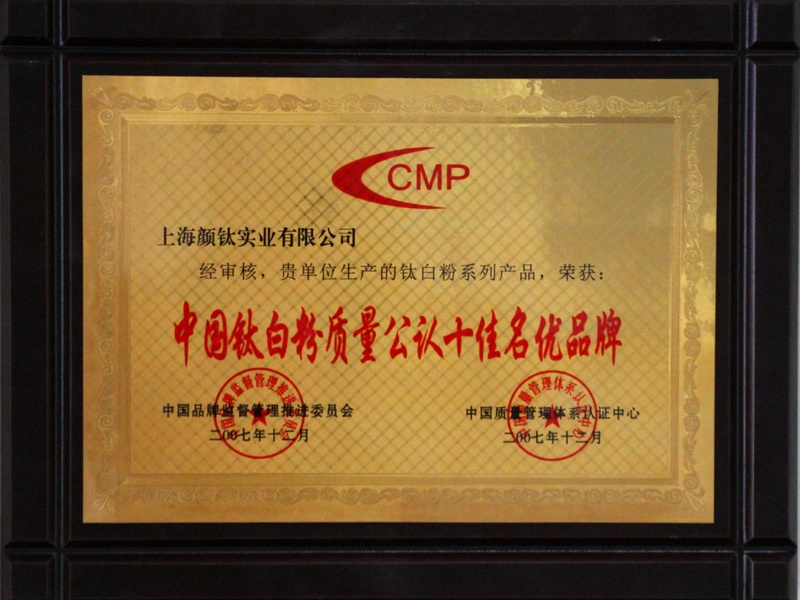 CMP
上海颜钛实业有限公司
经审核，贵单位生产的钛白粉系列产品，荣获：
中国钛白粉质量公认十佳名优品牌
中国品牌监督管理推进委员会
二00七年十二月
中国质量管理体系认证中心
二00七年十二月